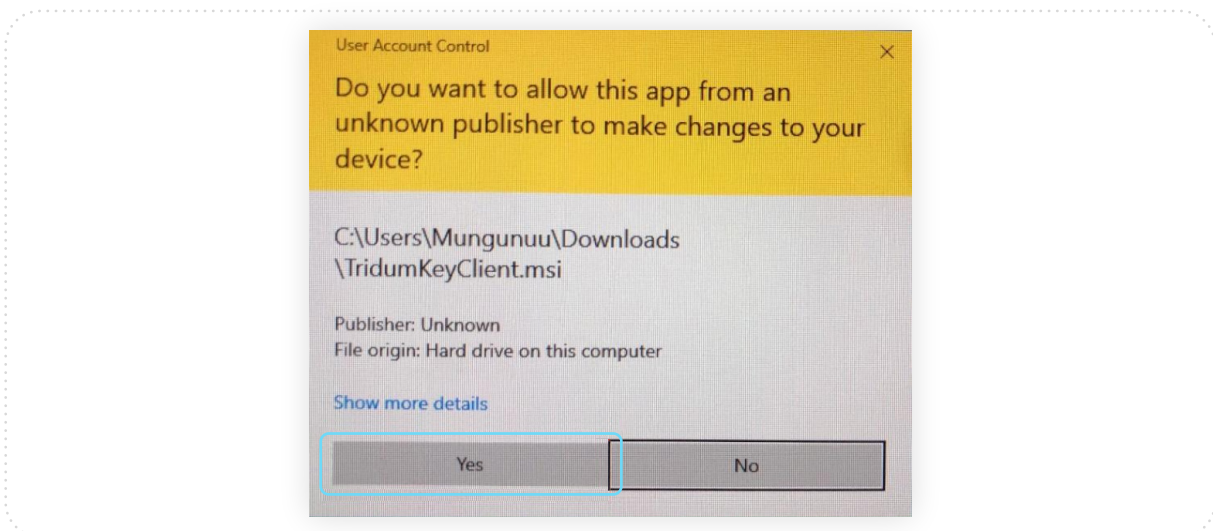 User Account Control
Do you want to allow this app from an
unknown publisher to make changes to your
device?
C:\Users\Mungunuu\Downloads
\TridumKeyClient.msi
Publisher: Unknown
File origin: Hard drive on this computer
Show more details
Yes
No